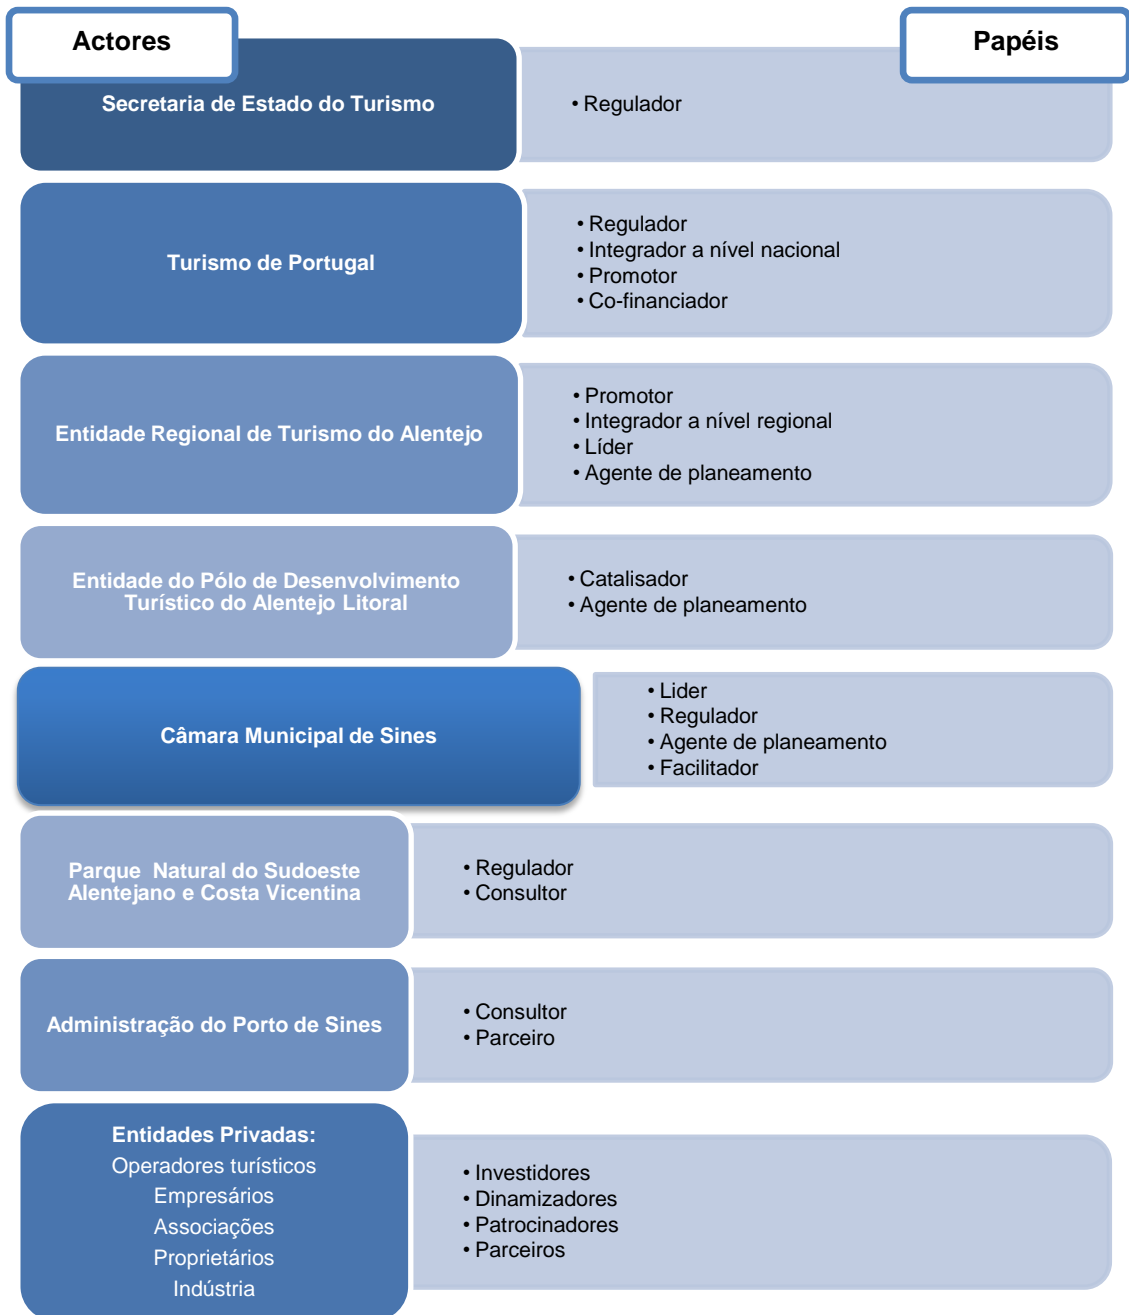 Actores
Papéis
Secretaria de Estado do Turismo
• Regulador
Turismo de Portugal
• Regulador
• Integrador a nível nacional
• Promotor
• Co-financiador
Entidade Regional de Turismo do Alentejo
• Promotor
• Integrador a nível regional
• Líder
• Agente de planeamento
Entidade do Pólo de Desenvolvimento
Turístico do Alentejo Litoral
• Catalisador
• Agente de planeamento
Câmara Municipal de Sines
• Lider
• Regulador
• Agente de planeamento
• Facilitador
Parque Natural do Sudoeste
Alentejano e Costa Vicentina
• Regulador
• Consultor
Administração do Porto de Sines
• Consultor
• Parceiro
Entidades Privadas:
Operadores turísticos
Empresários
Associações
Proprietários
Indústria
• Investidores
• Dinamizadores
• Patrocinadores
• Parceiros